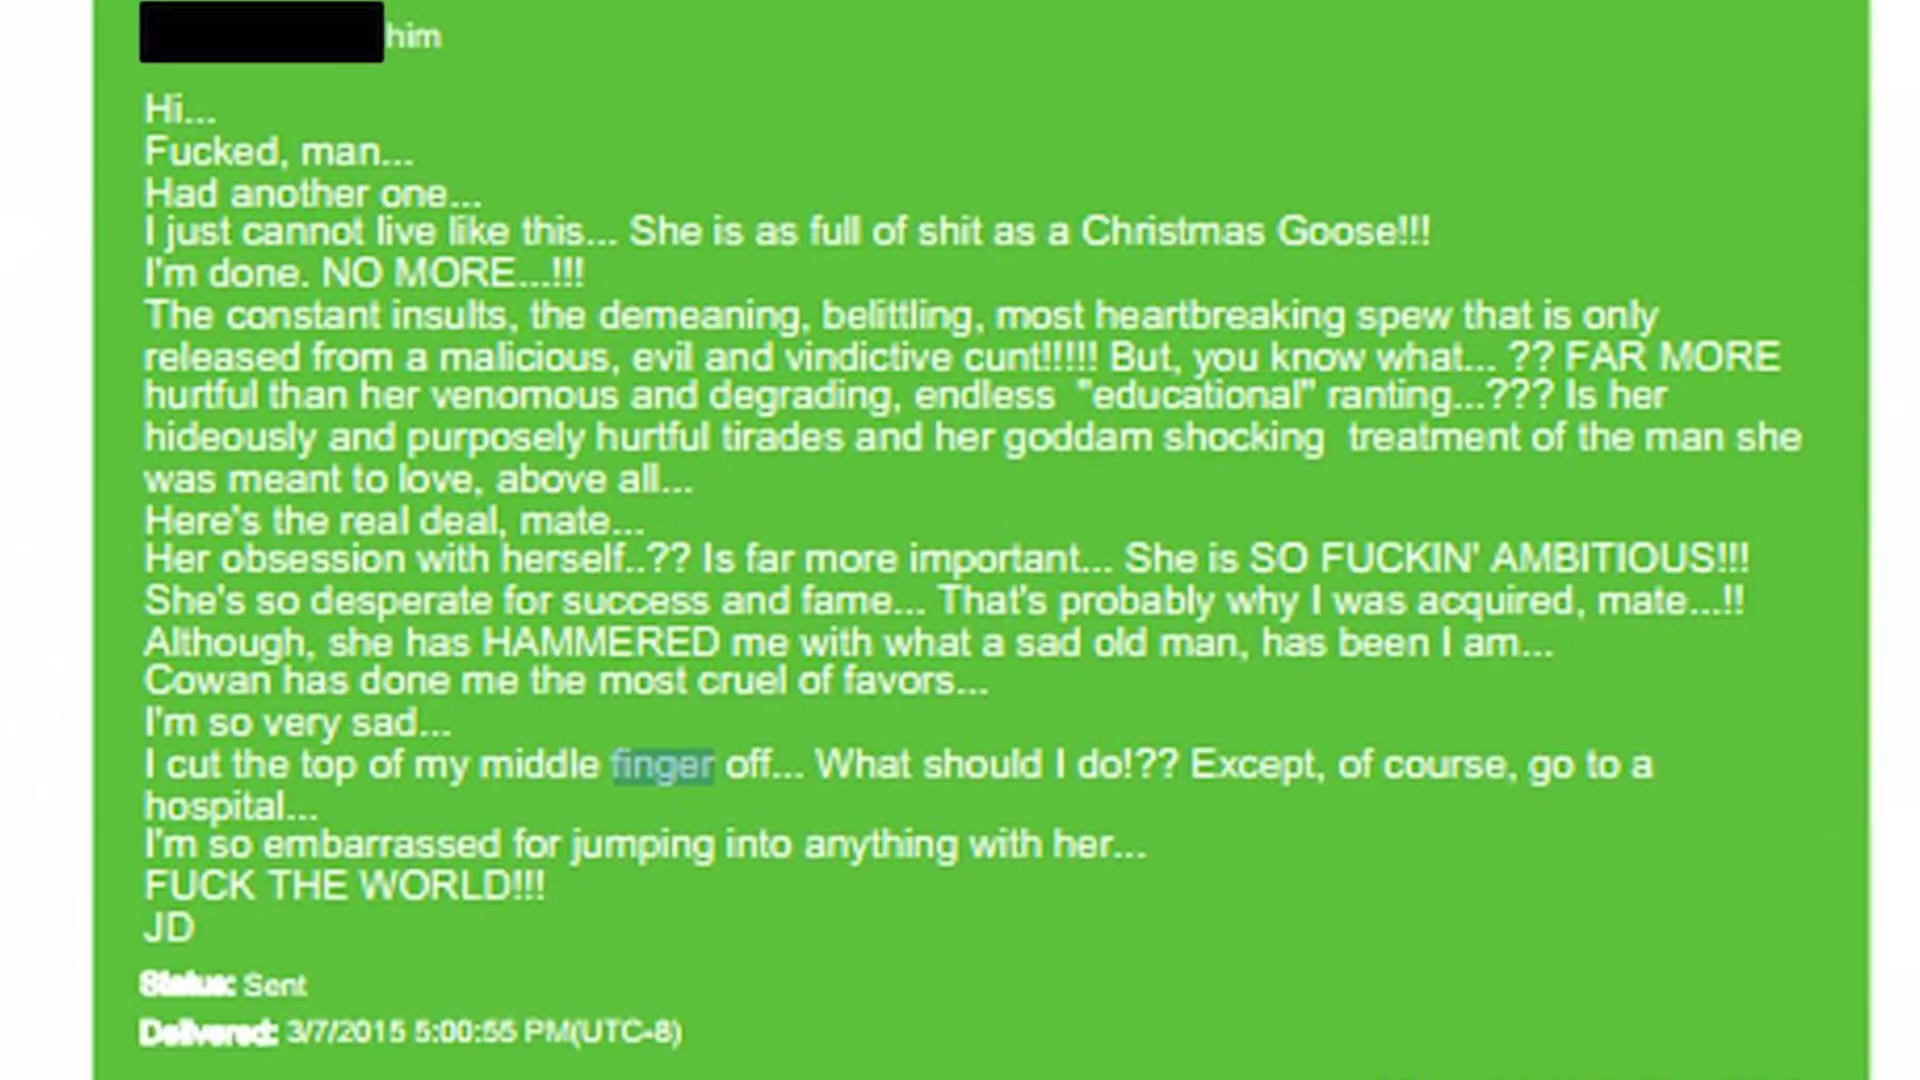 him
Hi...
Fucked, man...
Had another one...
I just cannot live like this... She is as full of shit as a Christmas Goose!!!
I'm done. NO MORE...!!!
The constant insults, the demeaning, belittling, most heartbreaking spew that is only
released from a malicious, evil and vindictive cunt!!!!! But, you know what... ?? FAR MORE
hurtful than her venomous and degrading, endless  "educational" ranting...??? Is her
hideously and purposely hurtful tirades and her goddam shocking  treatment of the man she
was meant to love, above all...
Here's the real deal, mate...
Her obsession with herself..?? Is far more important... She is SO FUCKIN' AMBITIOUS!!!
She's so desperate for success and fame... That's probably why I was acquired, mate...!!
Although, she has HAMMERED me with what a sad old man, has been I am...
Cowan has done me the most cruel of favors...
I'm so very sad...
I cut the top of my middle finger off... What should I do!?? Except, of course, go to a
hospital...
I'm so embarrassed for jumping into anything with her...
FUCK THE WORLD!!!
JD
Status: Sent
Delivered: 3/7/2015 5:00:55 PM(UTC-8)